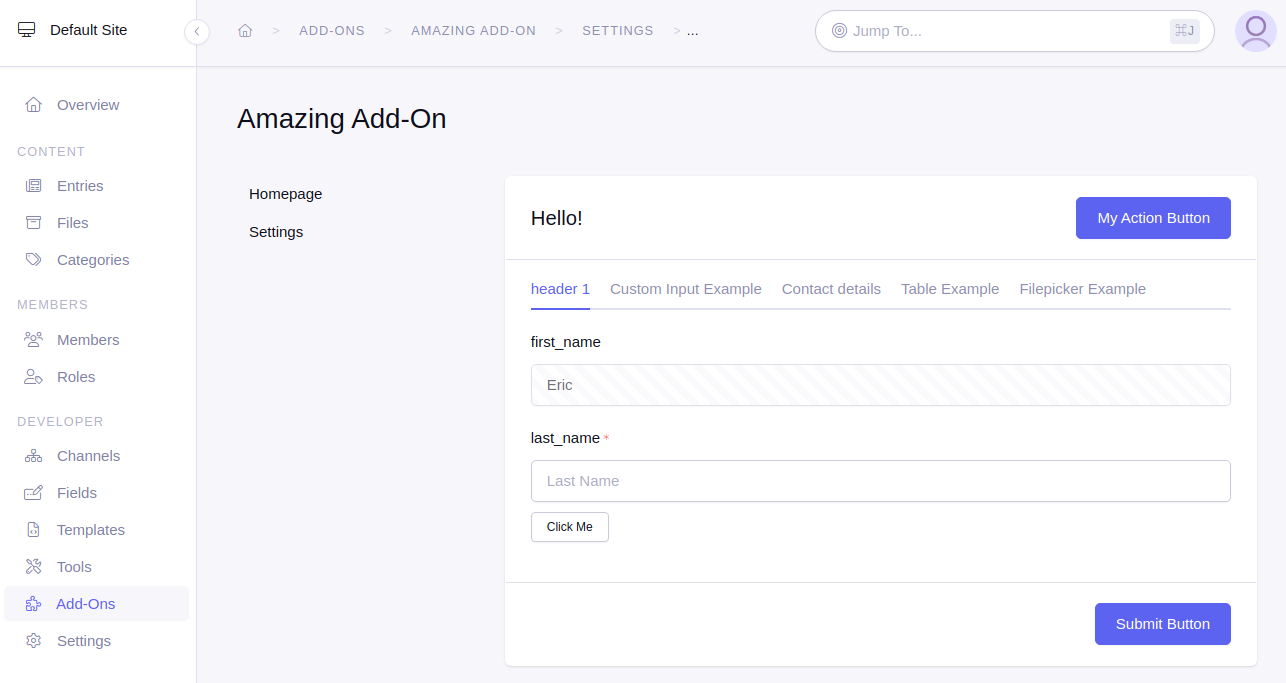 Default Site
> ADD-ONS > AMAZING ADD-ON > SETTINGS > ...
Jump To... ⌘J
Overview
CONTENT
Entries
Files
Categories
MEMBERS
Members
Roles
DEVELOPER
Channels
Fields
Templates
Tools
Add-Ons
Settings
Amazing Add-On
Homepage
Settings
Hello!
My Action Button
header 1 Custom Input Example Contact details Table Example Filepicker Example
first_name
Eric
last_name *
Last Name
Click Me
Submit Button